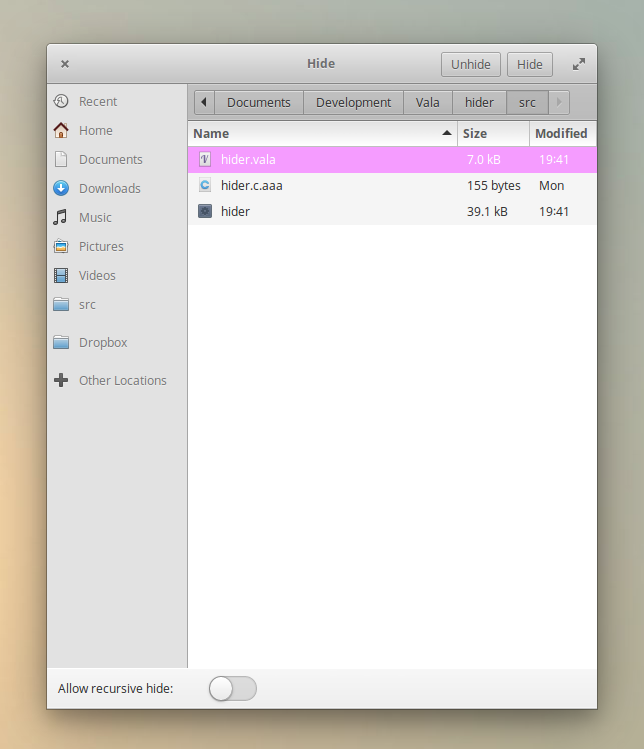 Hide
Unhide
Hide
Recent
Home
Documents
Downloads
Music
Pictures
Videos
src
Dropbox
Other Locations
Documents Development Vala hider src
Name Size Modified
hider.vala 7.0 kB 19:41
hider.c.aaa 155 bytes Mon
hider 39.1 kB 19:41
Allow recursive hide: